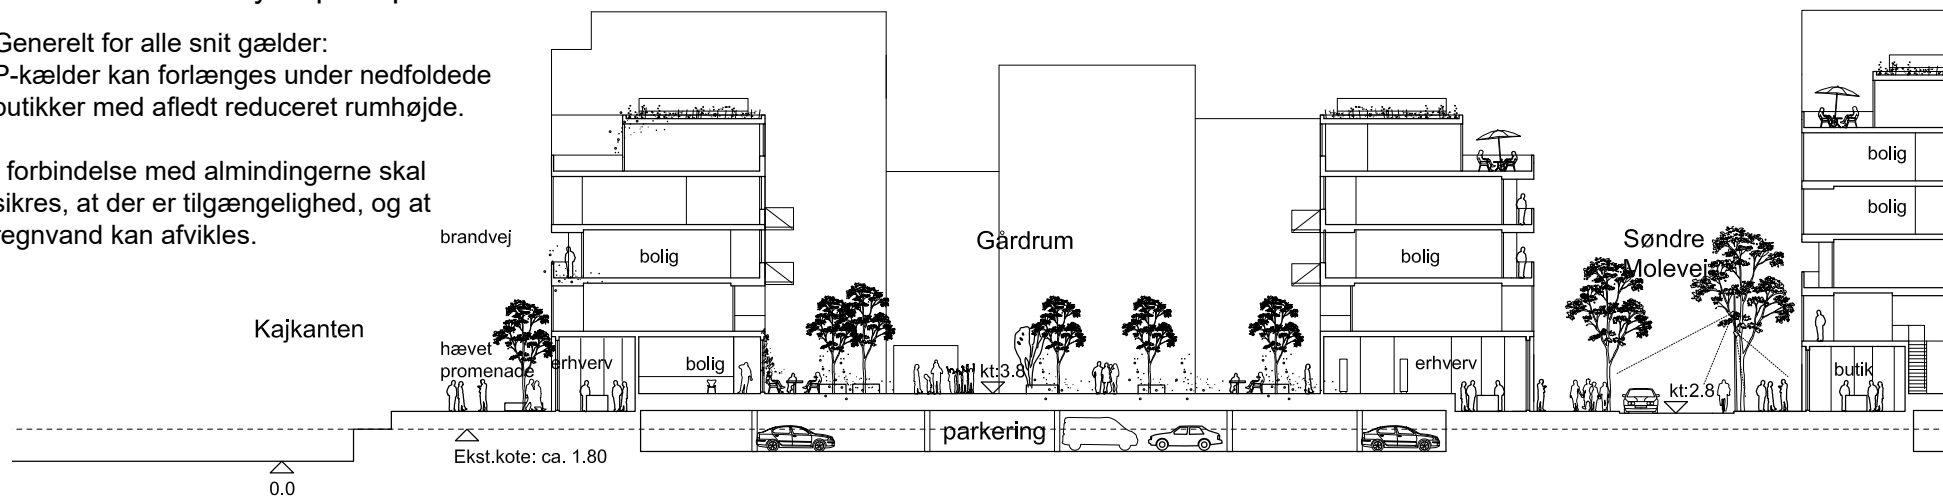 Generelt for alle snit gælder:
P-kælder kan forlænges under nedfoldede
butikker med afledt reduceret rumhøjde.
I forbindelse med almindingerne skal
sikres, at der er tilgængelighed, og at
regnvand kan afvikles.
brandvej
Kajkanten
hævet
promenade
erhverv
bolig
bolig
Gårdrum
kt:3.8
bolig
erhverv
Søndre
Molevej
kt:2.8
bolig
bolig
butik
parkering
Ekst.kote: ca. 1.80
0.0